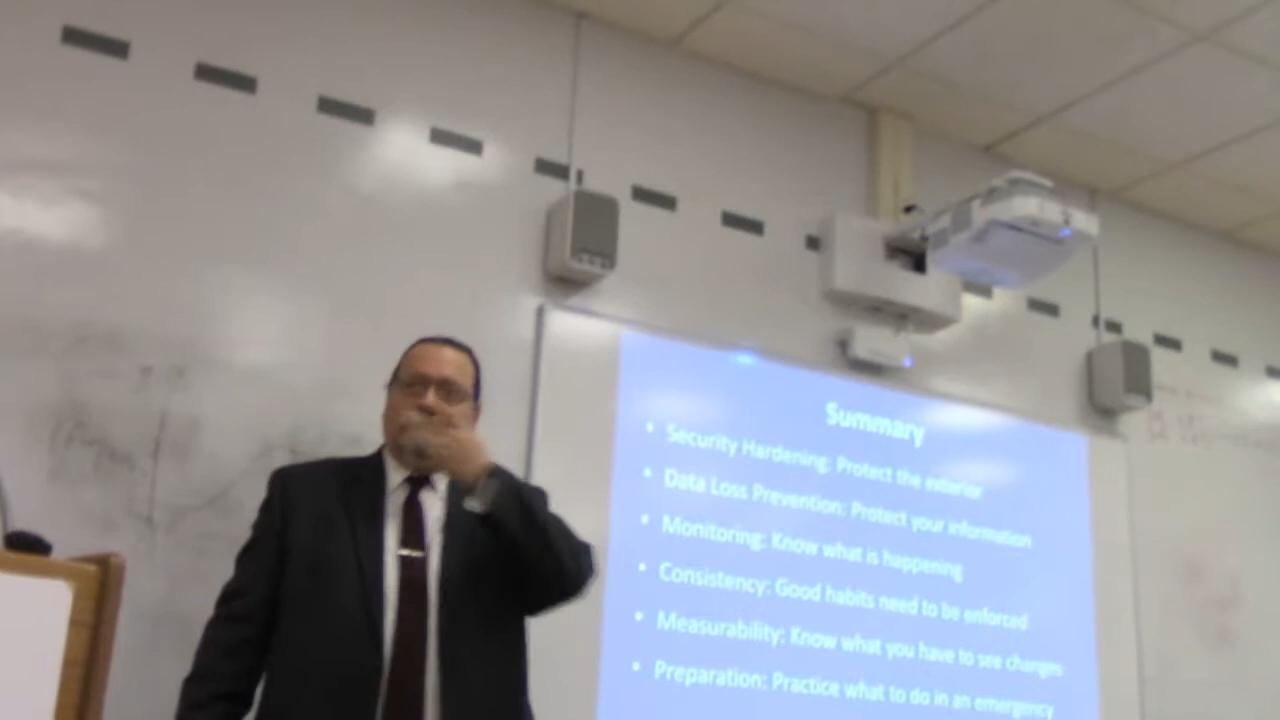 Summary
• Security Hardening: Protect the exterior
• Data Loss Prevention: Protect your information
• Monitoring: Know what is happening
• Consistency: Good habits need to be enforced
• Measurability: Know what you have to see changes
• Preparation: Practice what to do in an emergency